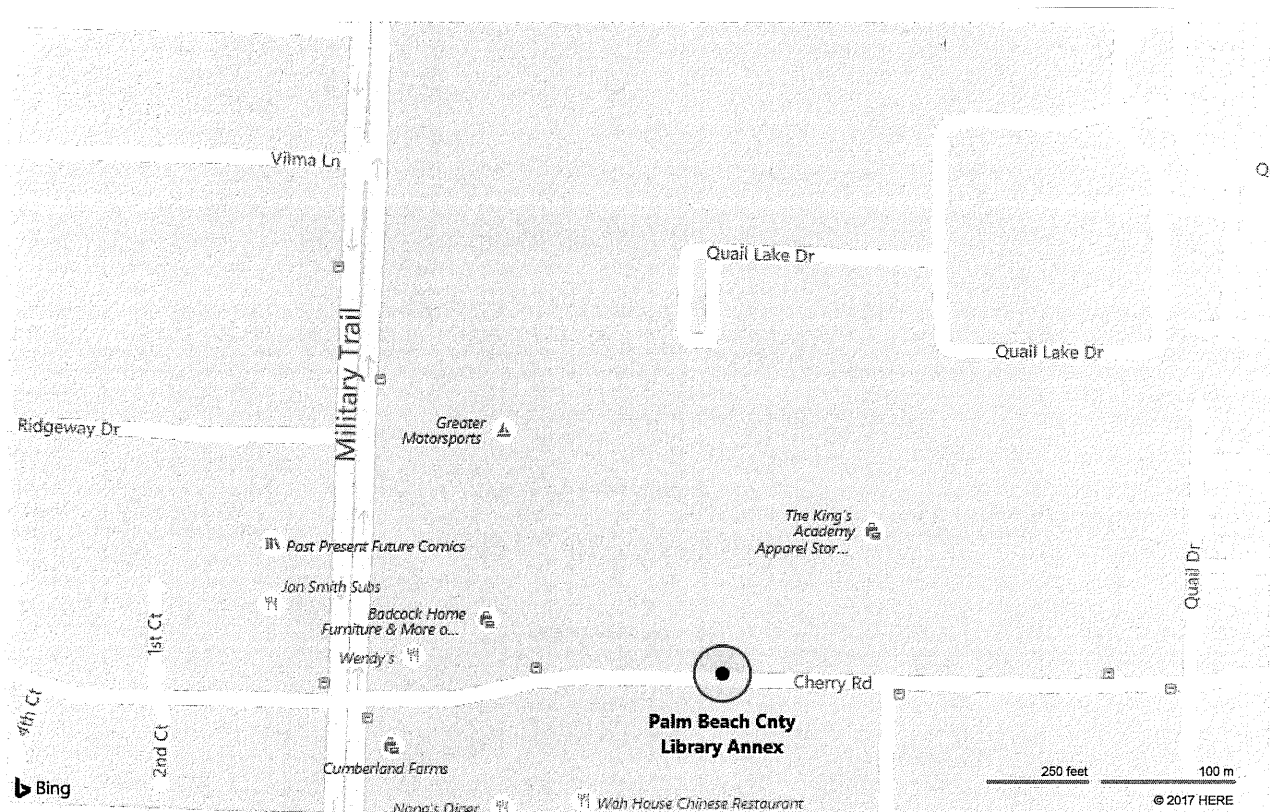 Vilma Ln
Q
Quail Lake Dr
Military Trail
Quail Lake Dr
Ridgeway Dr
Greater
Motorsports
The King's
Academy
Apparel Stor...
Past Present Future Comics
Quail Dr
Jon Smith Subs
1st Ct
Badcock Home
Furniture & More o...
Wendy's
Cherry Rd
4th Ct
Palm Beach Cnty
Library Annex
2nd Ct
Cumberland Farms
250 feet
100 m
Bing
Nana's Diner
Wah House Chinese Restaurant
© 2017 HERE